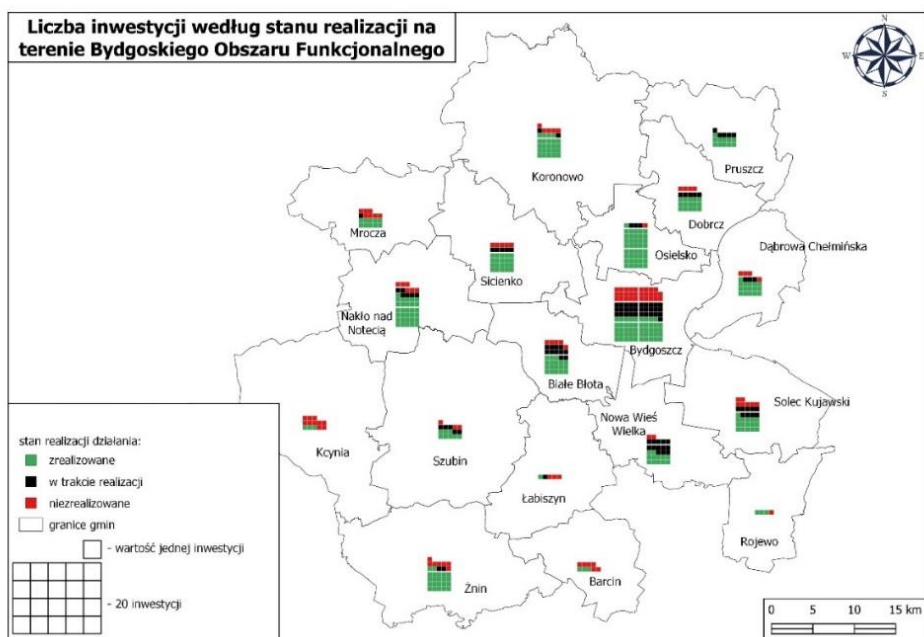 Liczba inwestycji według stanu realizacji na
terenie Bydgoskiego Obszaru Funkcjonalnego
N
W
E
S
Koronowo
Pruszcz
Dobrcz
Mrocza
Sicienko
Osielsko
Dąbrowa Chełmińska
Nakło nad
Notecią
Bydgoszcz
Białe Błota
Solec Kujawski
Nowa Wieś
Wielka
Kcynia
Szubin
Łabiszyn
Rojewo
Żnin
Barcin
stan realizacji działania:
zrealizowane
w trakcie realizacji
niezrealizowane
granice gmin
- wartość jednej inwestycji
- 20 inwestycji
0 5 10 15 km